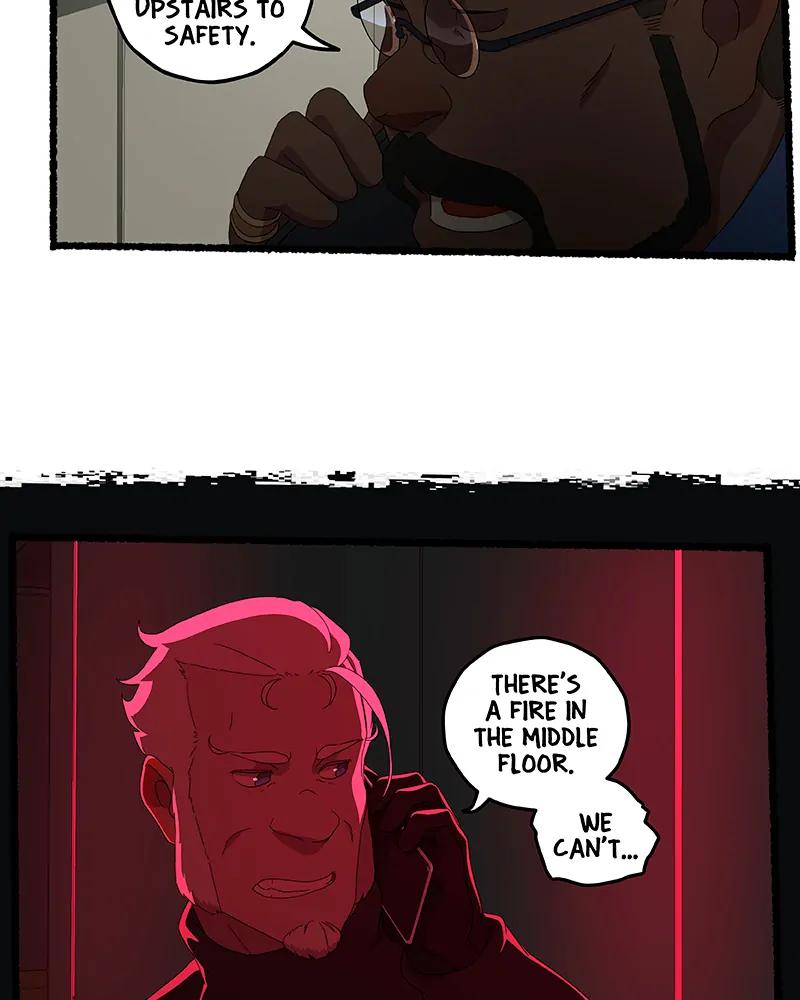 UPSTAIRS TO
SAFETY.
THERE'S
A FIRE IN
THE MIDDLE
FLOOR.
WE
CAN'T...